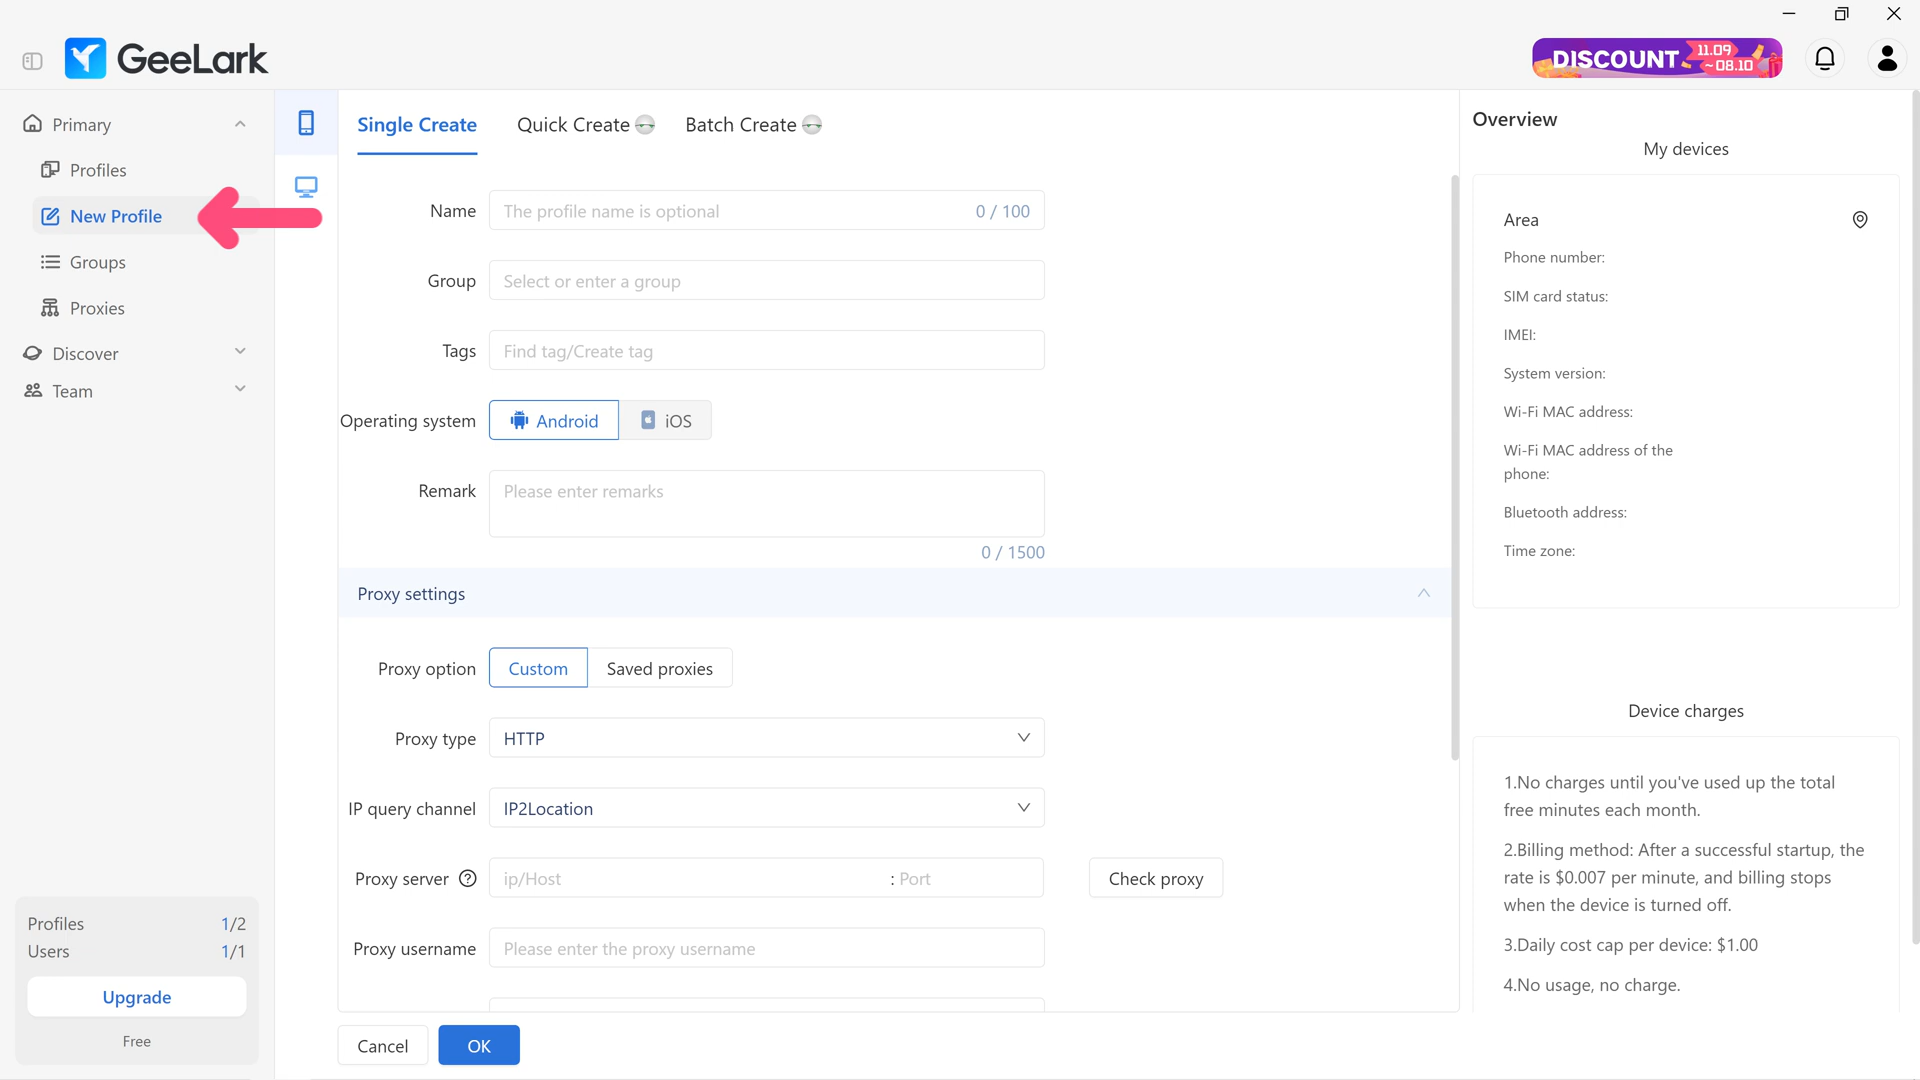 GeeLark
DISCOUNT 11.09
~08.10
Primary
Profiles
New Profile
Groups
Proxies
Discover
Team
Profiles 1/2
Users 1/1
Upgrade
Free
Single Create Quick Create Batch Create
Name The profile name is optional 0 / 100
Group Select or enter a group
Tags Find tag/Create tag
Operating system Android iOS
Remark Please enter remarks
0 / 1500
Proxy settings
Proxy option Custom Saved proxies
Proxy type HTTP
IP query channel IP2Location
Proxy server ? ip/Host : Port Check proxy
Proxy username Please enter the proxy username
Cancel OK
Overview
My devices
Area
Phone number:
SIM card status:
IMEI:
System version:
Wi-Fi MAC address:
Wi-Fi MAC address of the
phone:
Bluetooth address:
Time zone:
Device charges
1.No charges until you've used up the total
free minutes each month.
2.Billing method: After a successful startup, the
rate is $0.007 per minute, and billing stops
when the device is turned off.
3.Daily cost cap per device: $1.00
4.No usage, no charge.